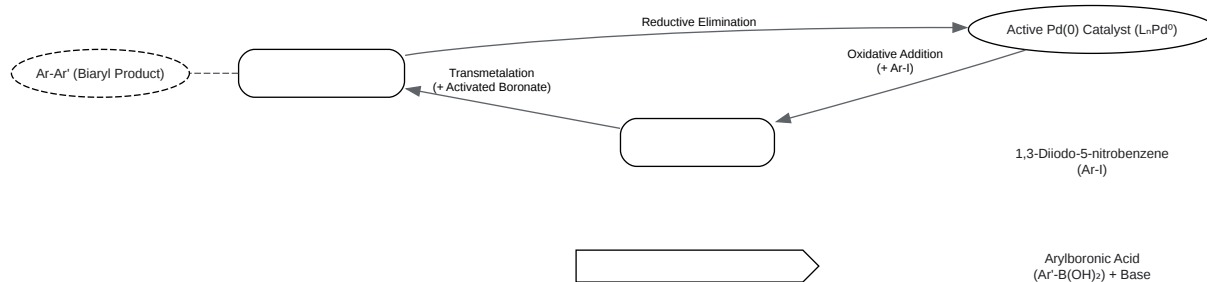 Reductive Elimination
Active Pd(0) Catalyst (LₙPd⁰)
Ar-Ar' (Biaryl Product)
Oxidative Addition
(+ Ar-I)
Transmetalation
(+ Activated Boronate)
1,3-Diiodo-5-nitrobenzene
(Ar-I)
Arylboronic Acid
(Ar'-B(OH)₂) + Base